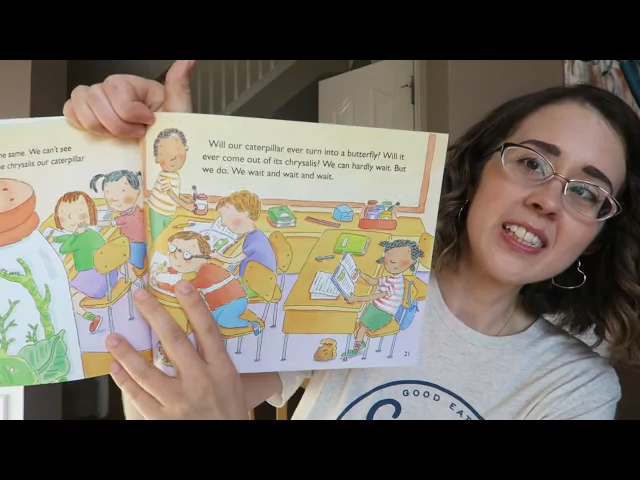 e same. We can't see
e chrysalis our caterpillar
Will our caterpillar ever turn into a butterfly? Will it
ever come out of its chrysalis? We can hardly wait. But
we do. We wait and wait and wait.
21
GOOD EAT